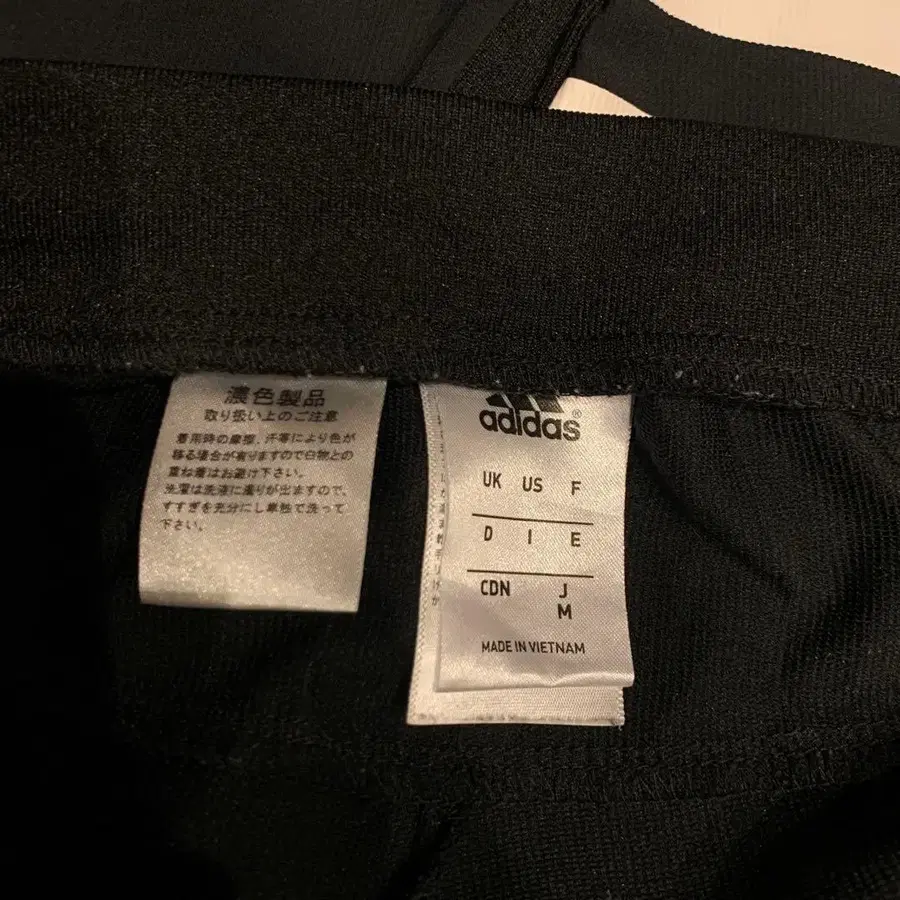 濃色製品
取り扱い上のご注意
着用時の摩擦、汗等により色が
移る場合が有りますので白物との
重ね着はお避け下さい。
洗濯は洗液に濁りが出ますので、
すすぎを充分にし単独で洗って
下さい。
adidas®
UK US F
D I E
CDN J
M
MADE IN VIETNAM